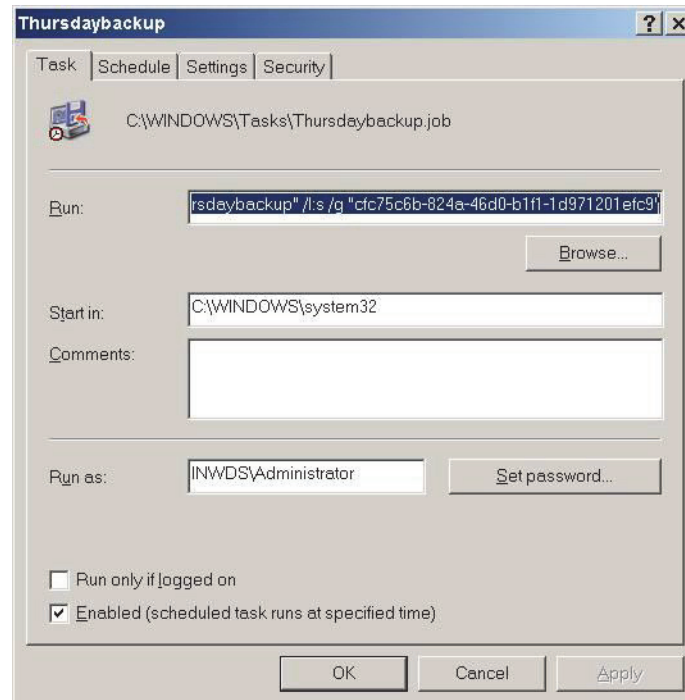 Thursdaybackup
Task Schedule Settings Security
C:\WINDOWS\Tasks\Thursdaybackup.job
Run: rsdaybackup" /l:s /g "cfc75c6b-824a-46d0-b1f1-1d971201efc9"
Browse...
Start in: C:\WINDOWS\system32
Comments:
Run as: INWDS\Administrator Set password...
Run only if logged on
Enabled (scheduled task runs at specified time)
OK Cancel Apply